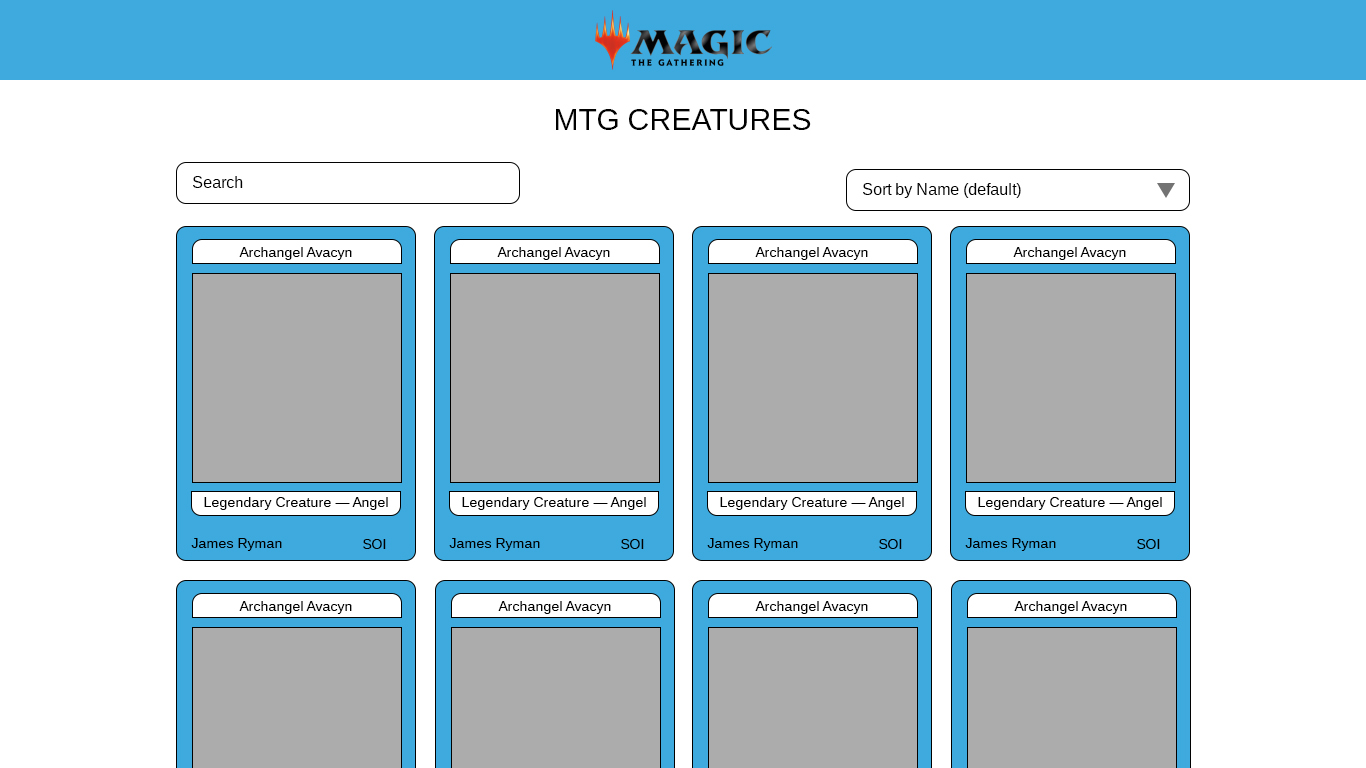 MAGIC
THE GATHERING
MTG CREATURES
Search
Sort by Name (default)
Archangel Avacyn
Legendary Creature — Angel
James Ryman
SOI
Archangel Avacyn
Legendary Creature — Angel
James Ryman
SOI
Archangel Avacyn
Legendary Creature — Angel
James Ryman
SOI
Archangel Avacyn
Legendary Creature — Angel
James Ryman
SOI
Archangel Avacyn
Archangel Avacyn
Archangel Avacyn
Archangel Avacyn